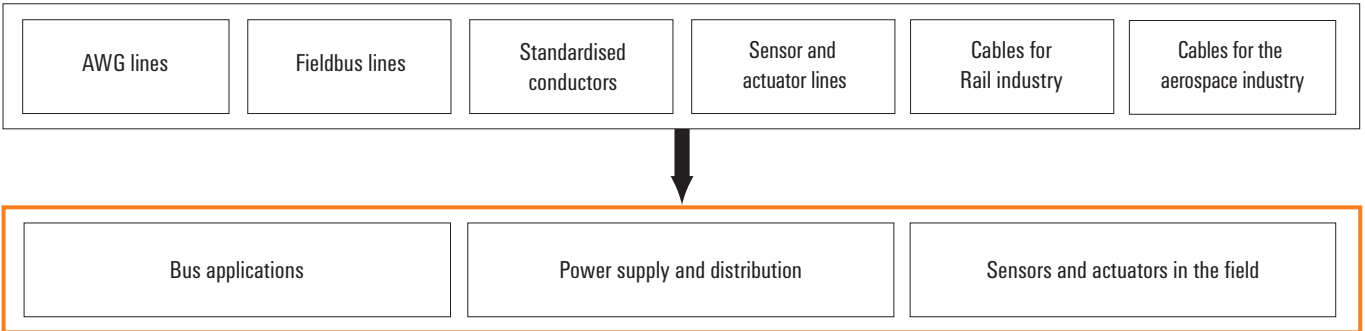 AWG lines
Fieldbus lines
Standardised
conductors
Sensor and
actuator lines
Cables for
Rail industry
Cables for the
aerospace industry
Bus applications
Power supply and distribution
Sensors and actuators in the field